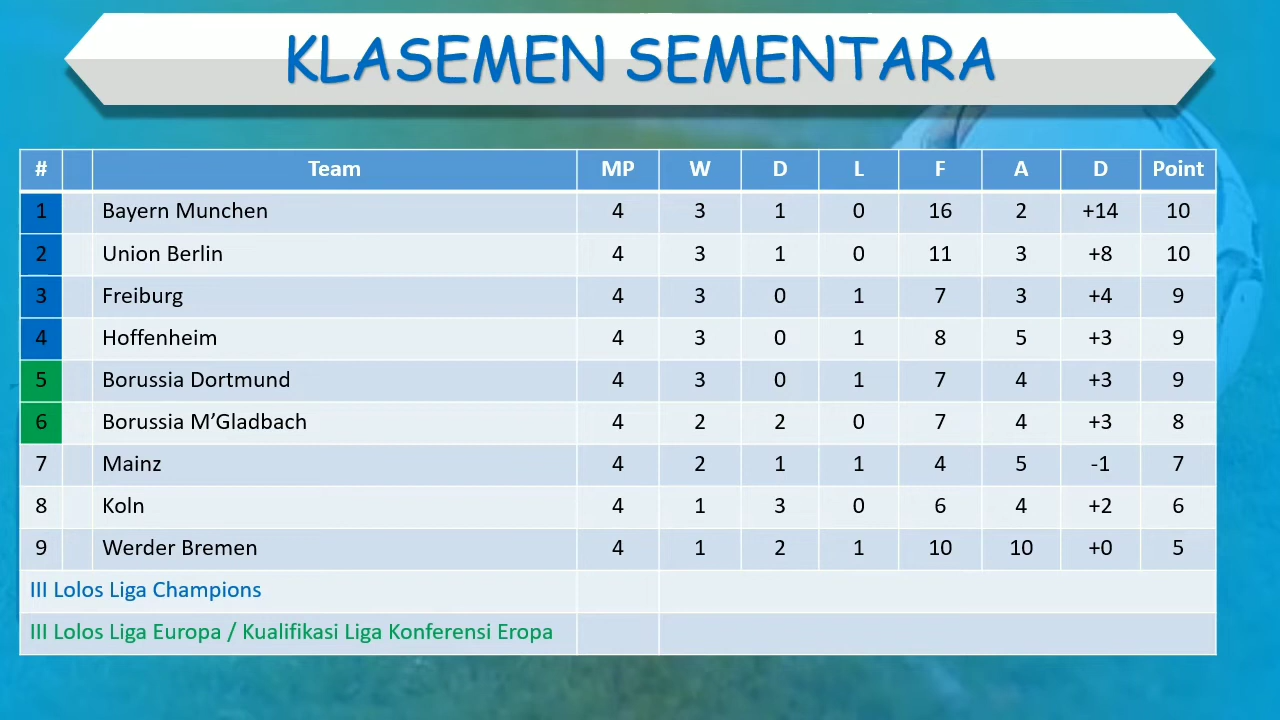 KLASEMEN SEMENTARA
# Team MP W D L F A D Point
1 Bayern Munchen 4 3 1 0 16 2 +14 10
2 Union Berlin 4 3 1 0 11 3 +8 10
3 Freiburg 4 3 0 1 7 3 +4 9
4 Hoffenheim 4 3 0 1 8 5 +3 9
5 Borussia Dortmund 4 3 0 1 7 4 +3 9
6 Borussia M’Gladbach 4 2 2 0 7 4 +3 8
7 Mainz 4 2 1 1 4 5 -1 7
8 Koln 4 1 3 0 6 4 +2 6
9 Werder Bremen 4 1 2 1 10 10 +0 5
III Lolos Liga Champions
III Lolos Liga Europa / Kualifikasi Liga Konferensi Eropa